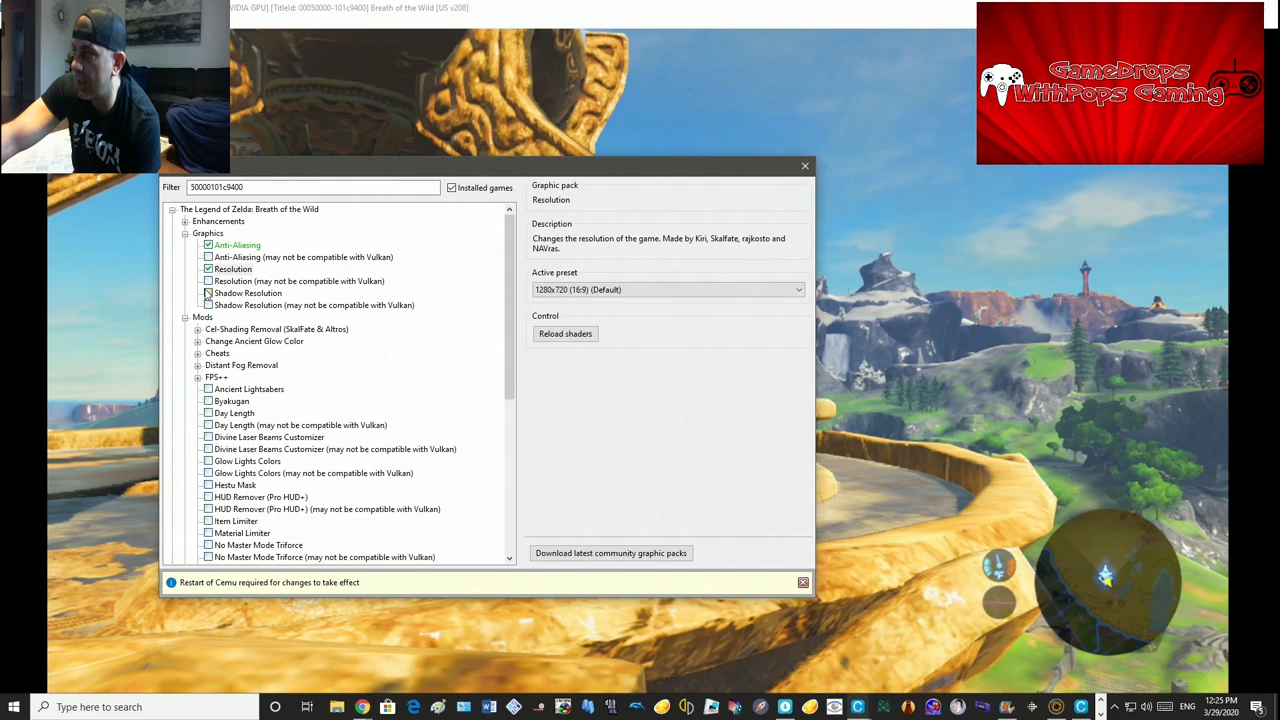 VIDIA GPU] [TitleId: 00050000-101c9400] Breath of the Wild [US v208]
GameDrops
WithPops Gaming
Filter 50000101c9400 Installed games
The Legend of Zelda: Breath of the Wild
Enhancements
Graphics
Anti-Aliasing
Anti-Aliasing (may not be compatible with Vulkan)
Resolution
Resolution (may not be compatible with Vulkan)
Shadow Resolution
Shadow Resolution (may not be compatible with Vulkan)
Mods
Cel-Shading Removal (SkalFate & Altros)
Change Ancient Glow Color
Cheats
Distant Fog Removal
FPS++
Ancient Lightsabers
Byakugan
Day Length
Day Length (may not be compatible with Vulkan)
Divine Laser Beams Customizer
Divine Laser Beams Customizer (may not be compatible with Vulkan)
Glow Lights Colors
Glow Lights Colors (may not be compatible with Vulkan)
Hestu Mask
HUD Remover (Pro HUD+)
HUD Remover (Pro HUD+) (may not be compatible with Vulkan)
Item Limiter
Material Limiter
No Master Mode Triforce
No Master Mode Triforce (may not be compatible with Vulkan)
Graphic pack
Resolution
Description
Changes the resolution of the game. Made by Kiri, Skalfate, rajkosto and
NAVras.
Active preset
1280x720 (16:9) (Default)
Control
Reload shaders
Download latest community graphic packs
Restart of Cemu required for changes to take effect
Type here to search
ENG
12:25 PM
3/29/2020